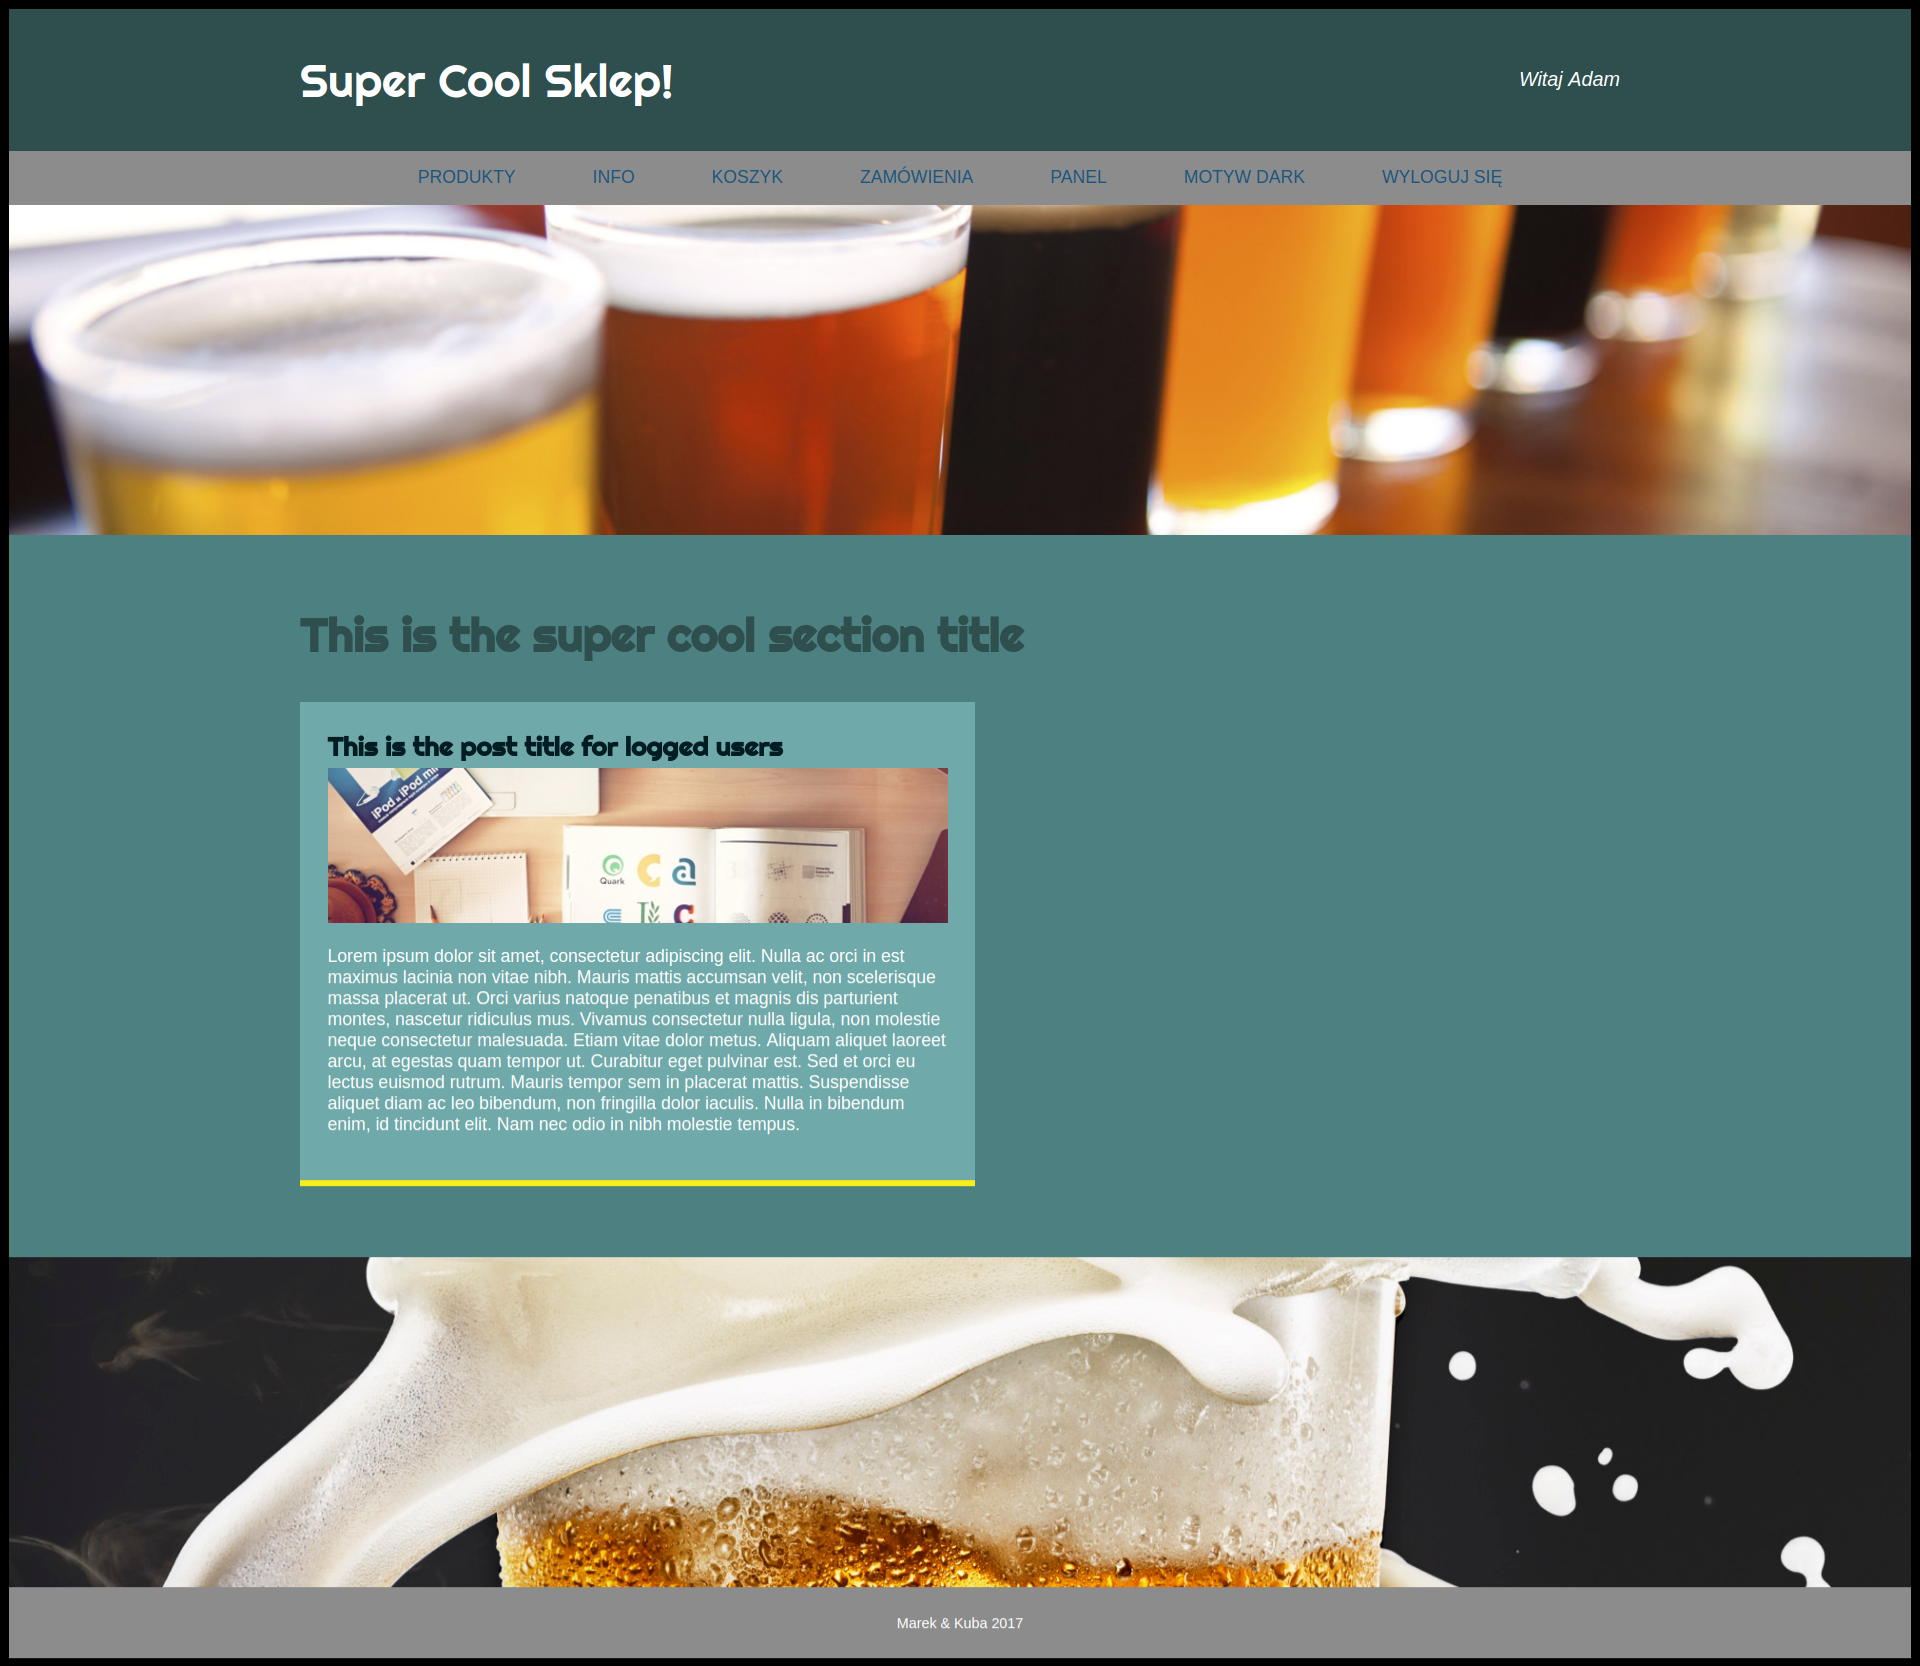 Super Cool Sklep!
Witaj Adam
PRODUKTY INFO KOSZYK ZAMÓWIENIA PANEL MOTYW DARK WYLOGUJ SIĘ
This is the super cool section title
This is the post title for logged users
iPod iPod mi
Quark
Lorem ipsum dolor sit amet, consectetur adipiscing elit. Nulla ac orci in est
maximus lacinia non vitae nibh. Mauris mattis accumsan velit, non scelerisque
massa placerat ut. Orci varius natoque penatibus et magnis dis parturient
montes, nascetur ridiculus mus. Vivamus consectetur nulla ligula, non molestie
neque consectetur malesuada. Etiam vitae dolor metus. Aliquam aliquet laoreet
arcu, at egestas quam tempor ut. Curabitur eget pulvinar est. Sed et orci eu
lectus euismod rutrum. Mauris tempor sem in placerat mattis. Suspendisse
aliquet diam ac leo bibendum, non fringilla dolor iaculis. Nulla in bibendum
enim, id tincidunt elit. Nam nec odio in nibh molestie tempus.
Marek & Kuba 2017